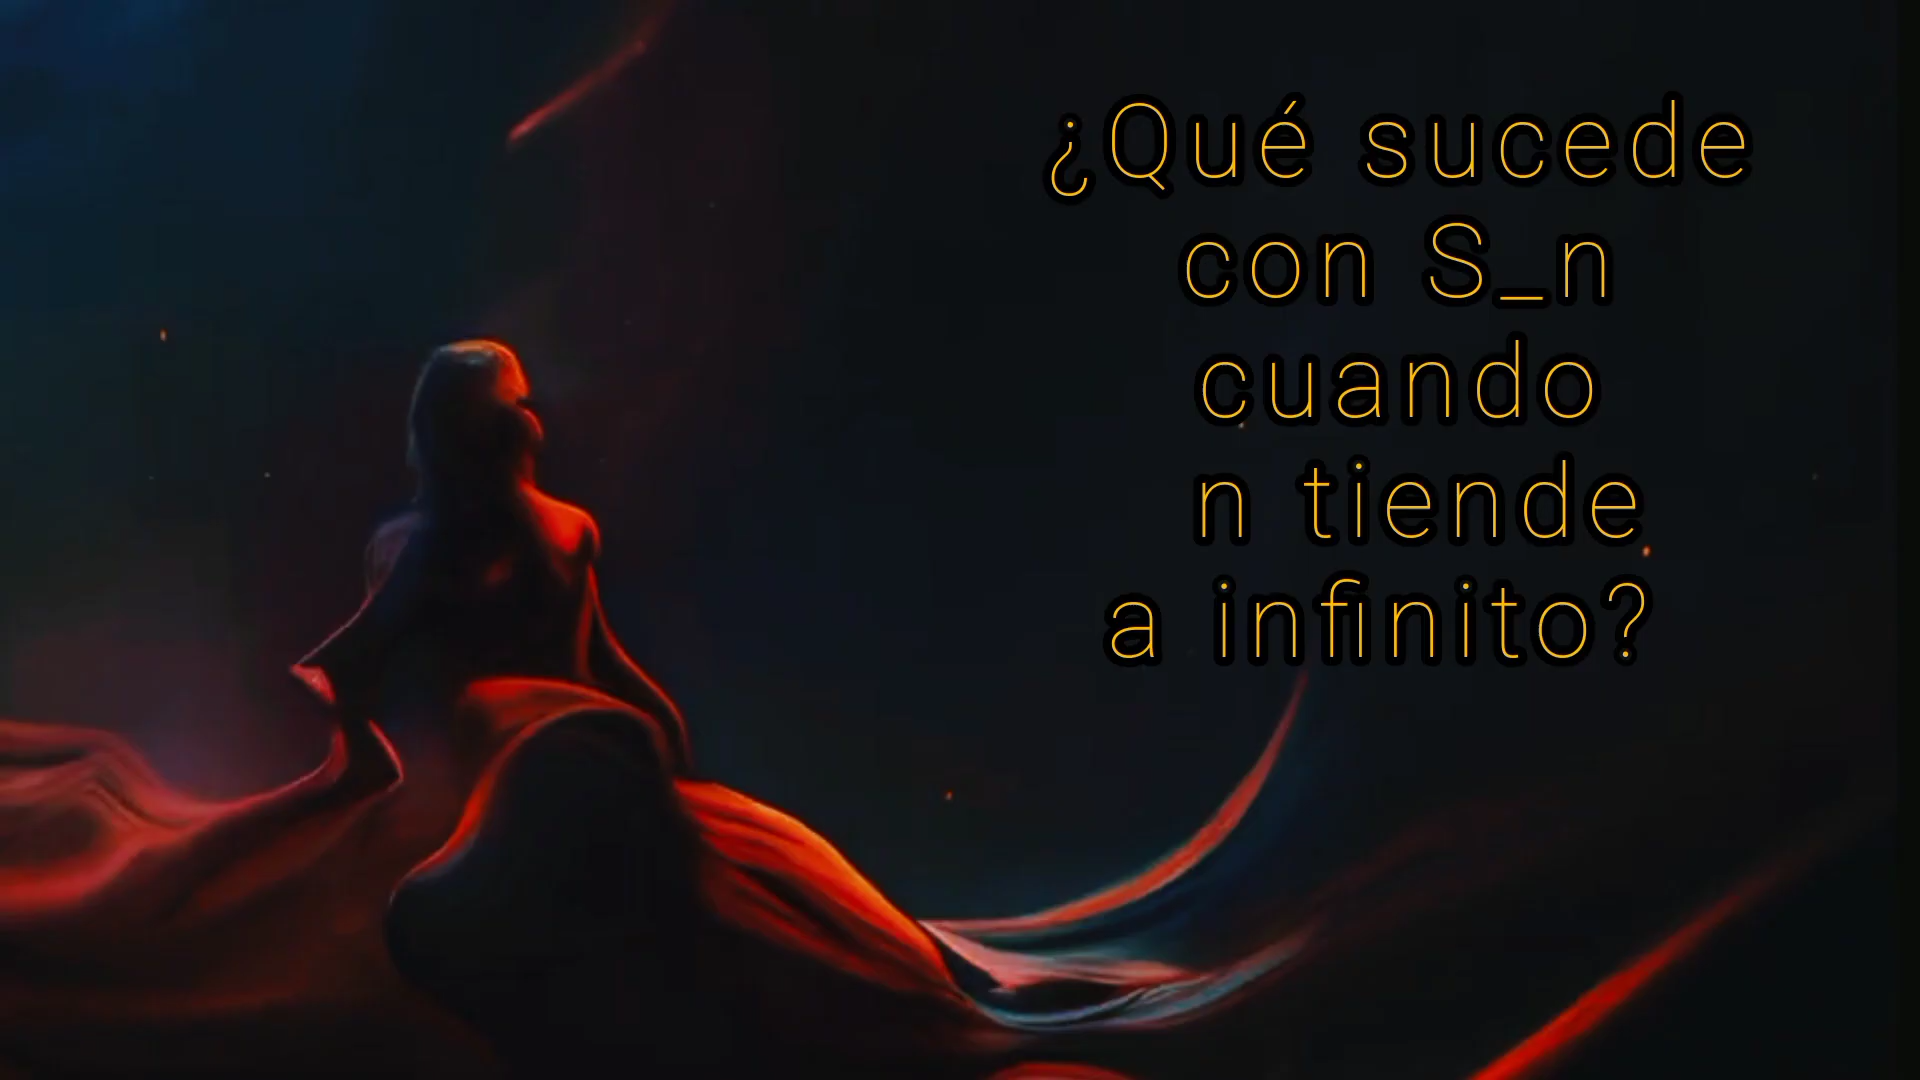 ¿Qué sucede
con S_n
cuando
n tiende
a infinito?